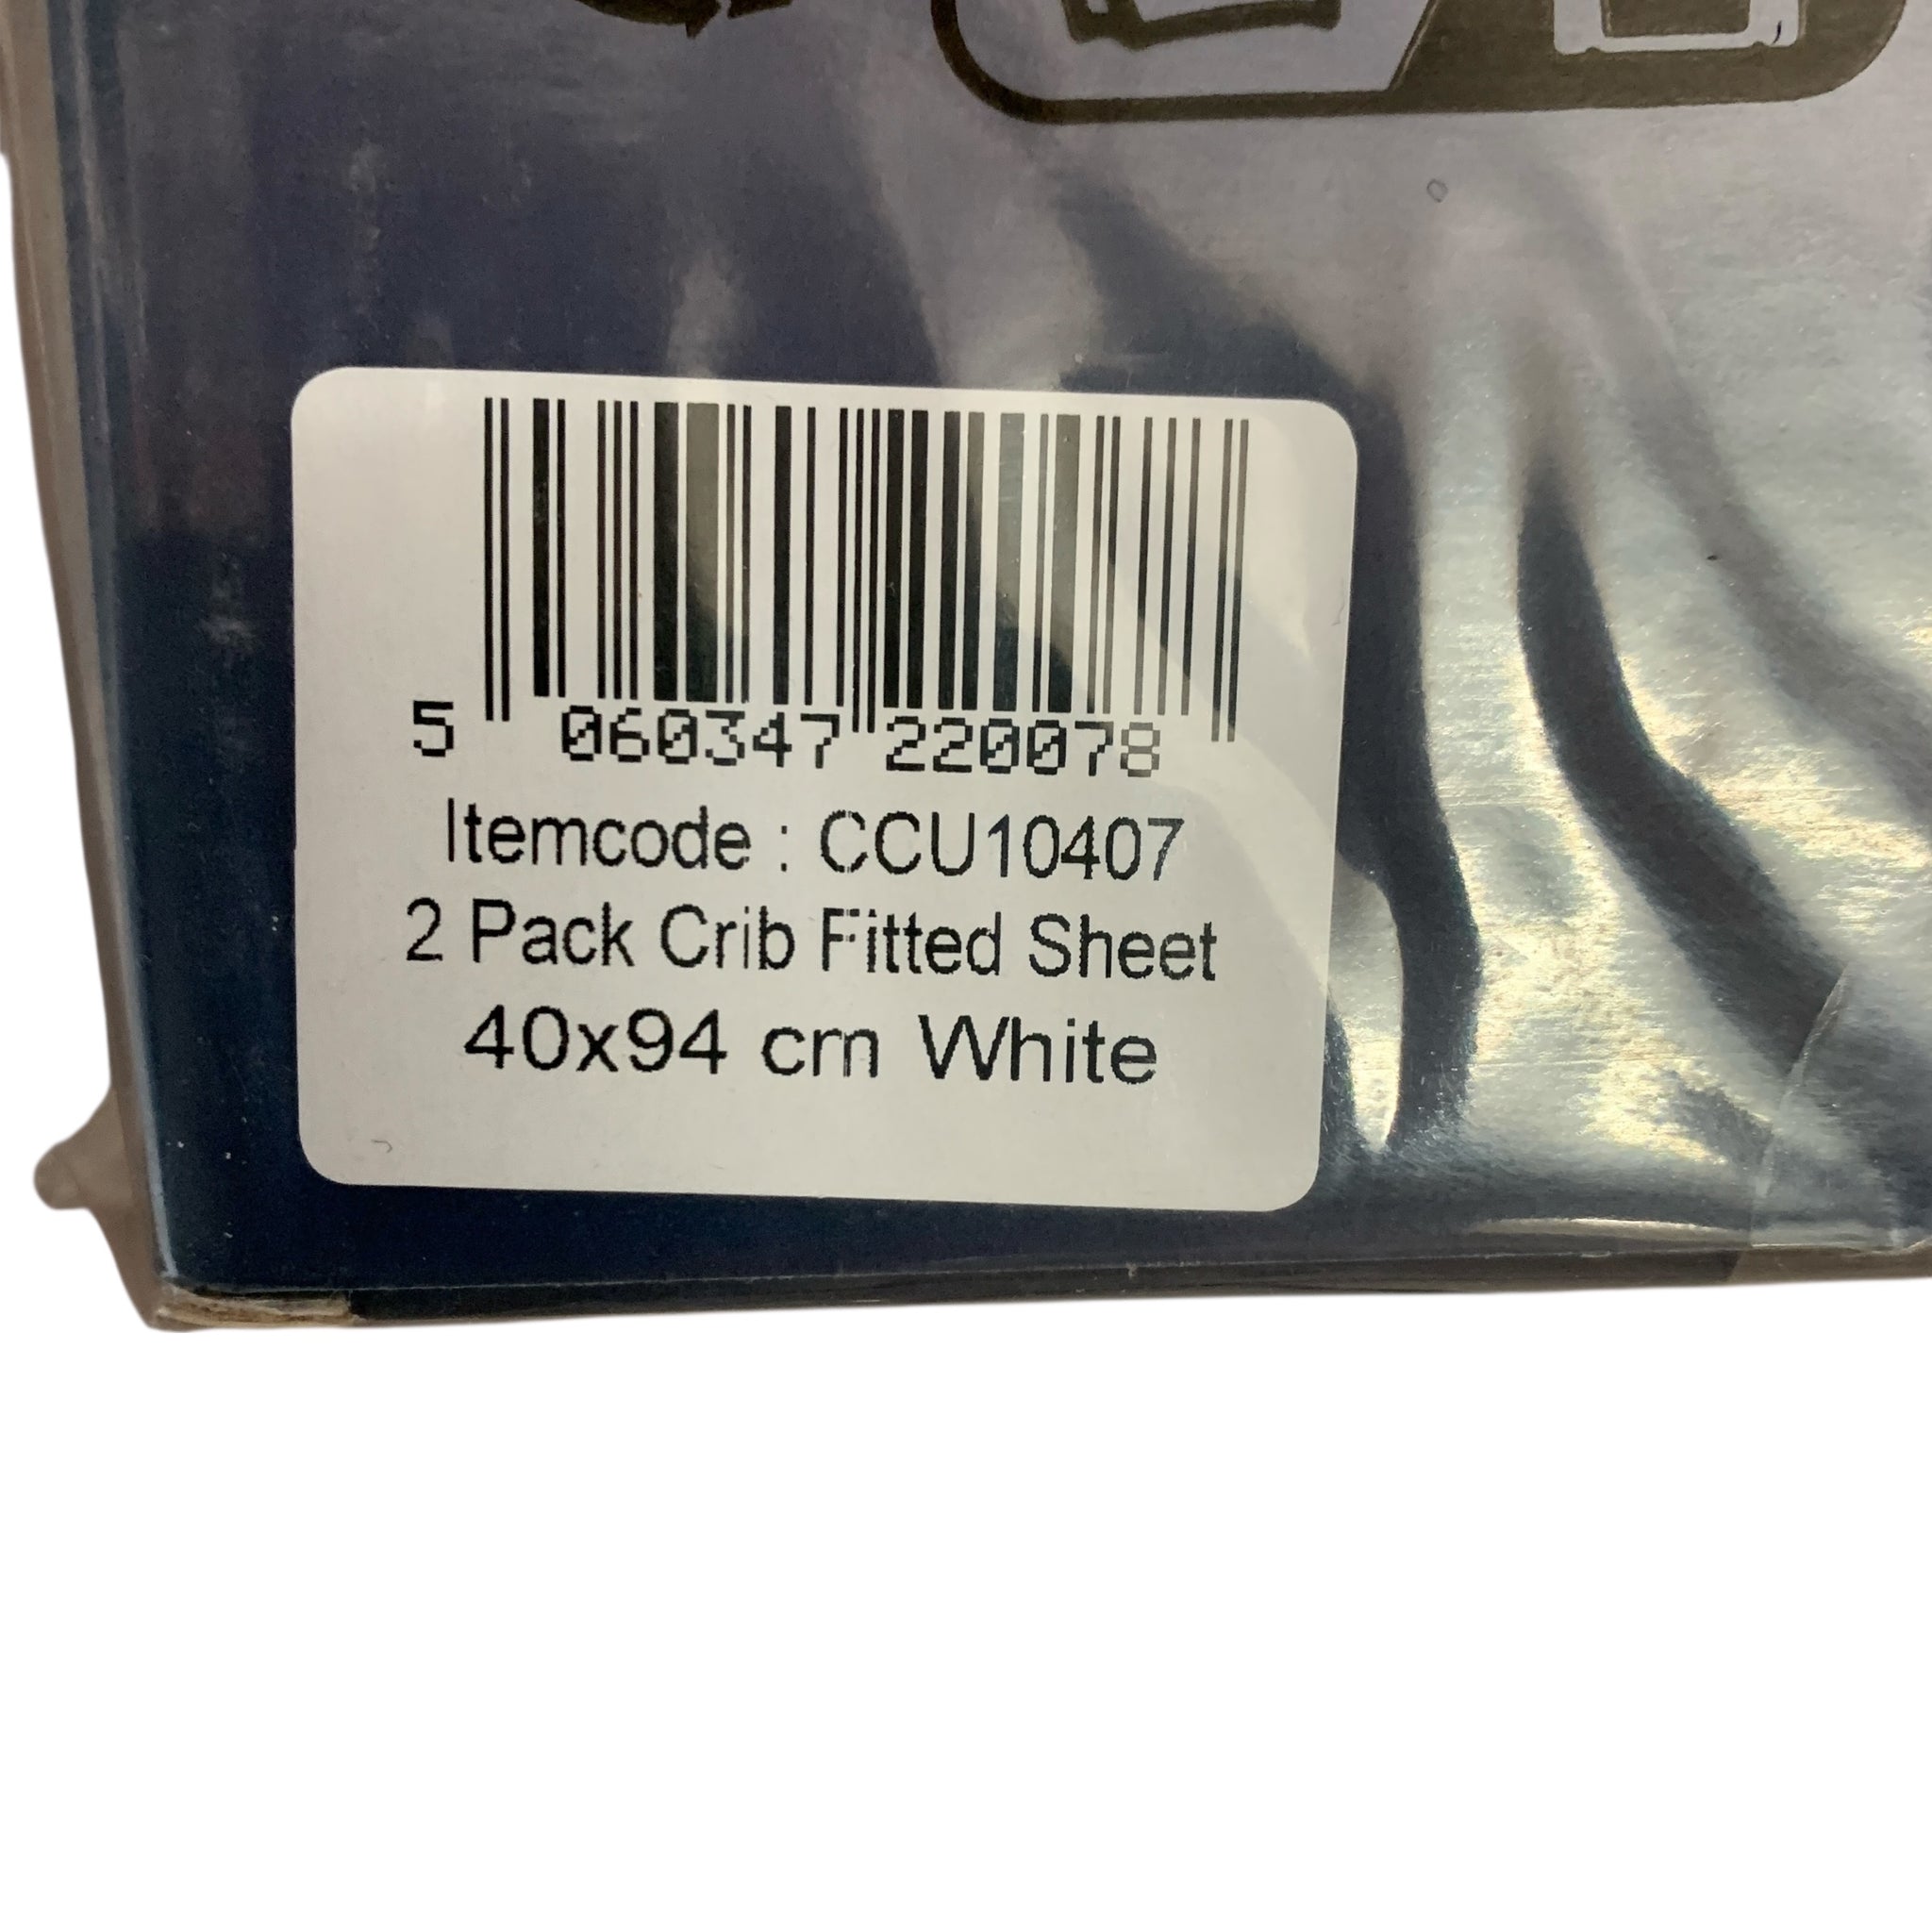 5 060347 220078
Itemcode : CCU10407
2 Pack Crib Fitted Sheet
40x94 cm White